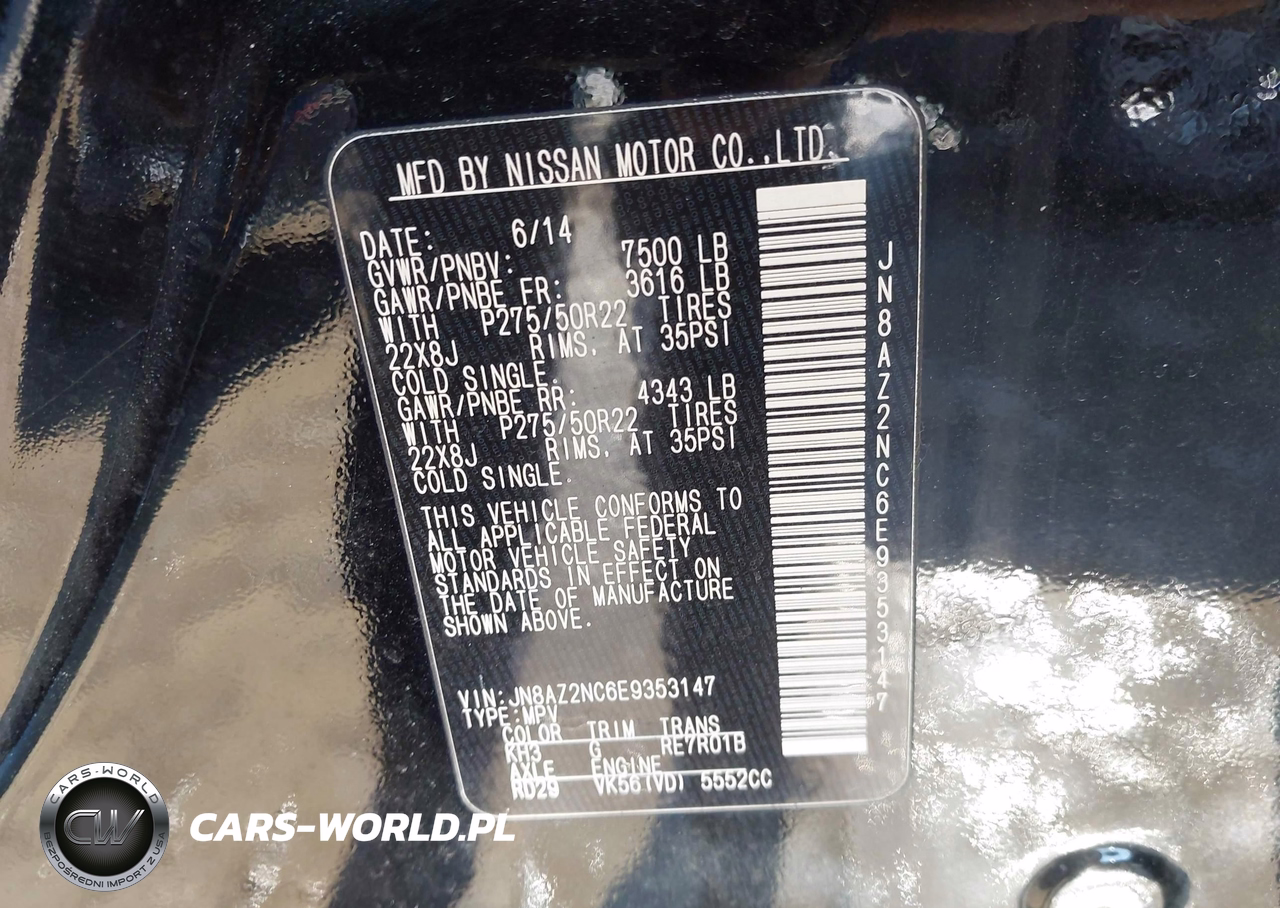 MFD BY NISSAN MOTOR CO.,LTD.
DATE: 6/14
GVWR/PNBV: 7500 LB
GAWR/PNBE FR: 3616 LB
WITH P275/50R22 TIRES
22X8J RIMS, AT 35PSI
COLD SINGLE.
GAWR/PNBE RR: 4343 LB
WITH P275/50R22 TIRES
22X8J RIMS, AT 35PSI
COLD SINGLE.
THIS VEHICLE CONFORMS TO
ALL APPLICABLE FEDERAL
MOTOR VEHICLE SAFETY
STANDARDS IN EFFECT ON
THE DATE OF MANUFACTURE
SHOWN ABOVE.
VIN:JN8AZ2NC6E9353147
TYPE:MPV
COLOR TRIM TRANS
KH3 G RE7R01B
AXLE ENGINE
RD29 VK56(VD) 5552CC
JN8AZ2NC6E9353147
CARS-WORLD
CW
BEZPOŚREDNI IMPORT Z USA
CARS-WORLD.PL